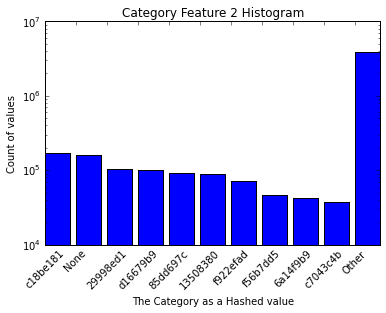 Category Feature 2 Histogram
Count of values
10^7
10^6
10^5
10^4
c18be181
None
29998ed1
d16679b9
85dd697c
13508380
f922efad
f56b7dd5
6a14f9b9
c7043c4b
Other
The Category as a Hashed value